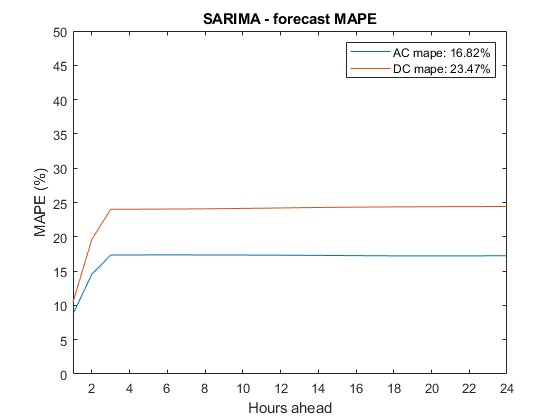 SARIMA - forecast MAPE
AC mape: 16.82%
DC mape: 23.47%
MAPE (%)
50
45
40
35
30
25
20
15
10
5
0
2 4 6 8 10 12 14 16 18 20 22 24
Hours ahead